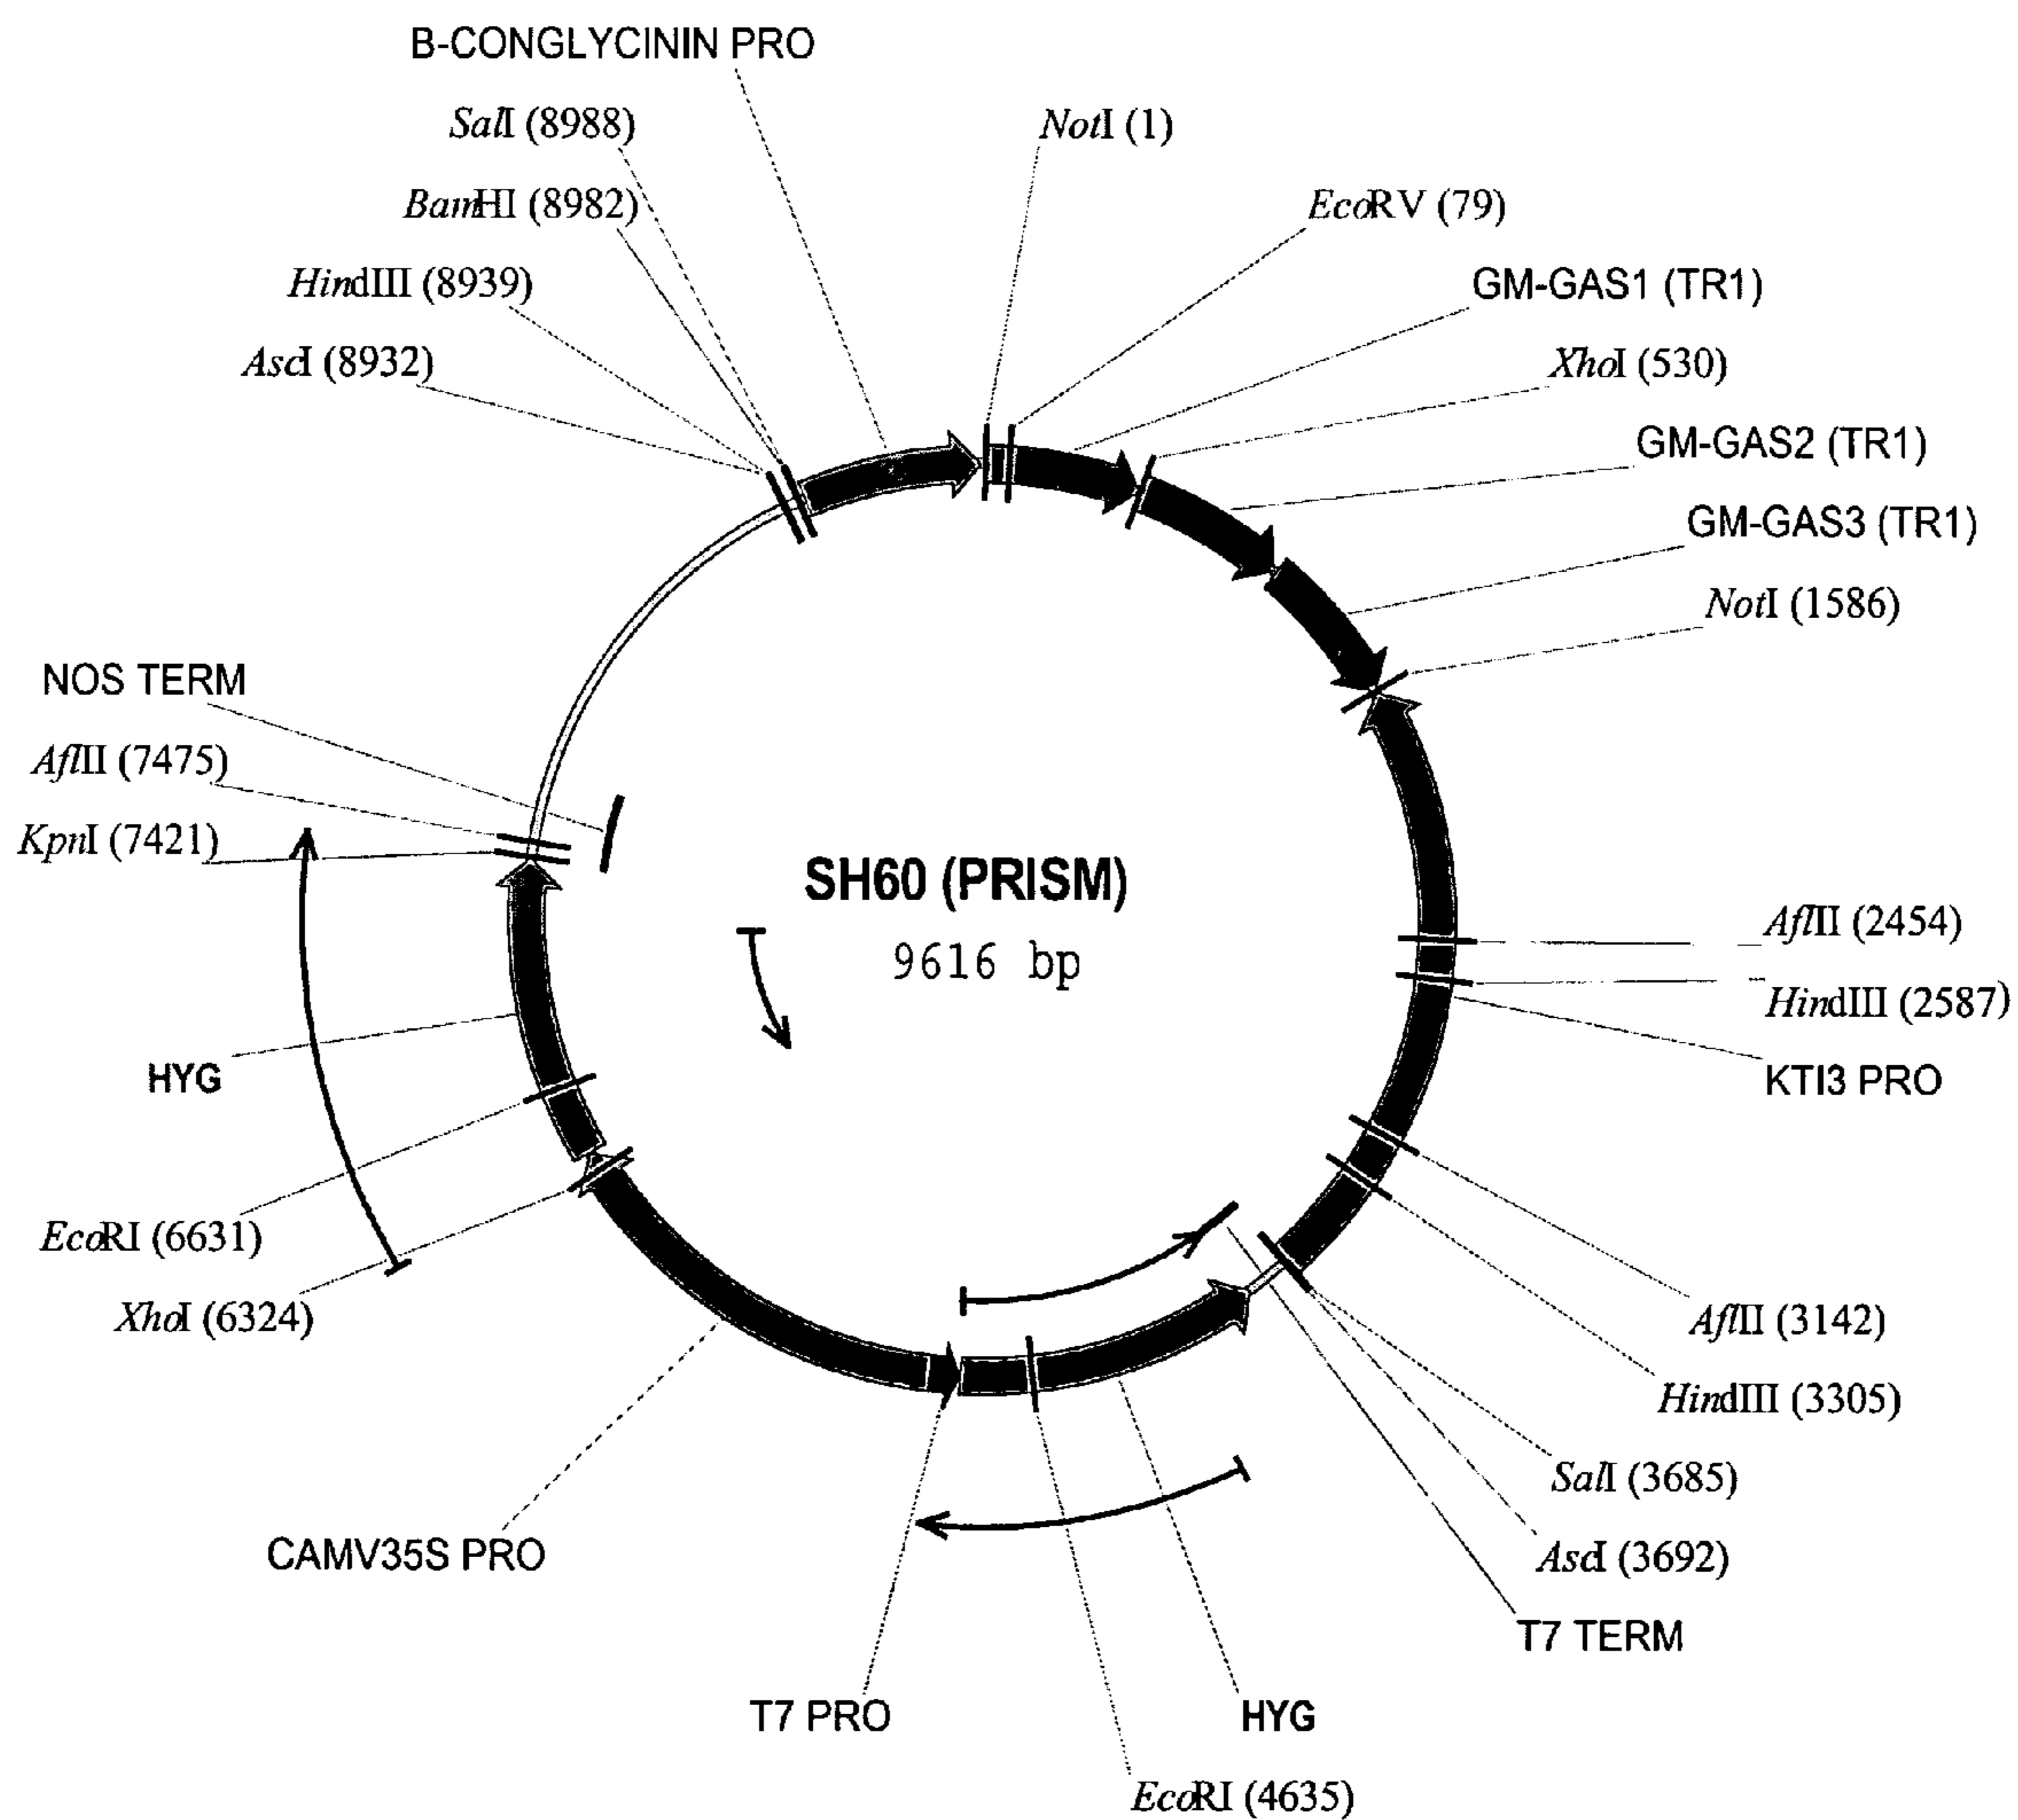 B-CONGLYCININ PRO
SalI (8988)
NotI (1)
BamHI (8982)
EcoRV (79)
HindIII (8939)
GM-GAS1 (TR1)
AscI (8932)
XhoI (530)
GM-GAS2 (TR1)
GM-GAS3 (TR1)
NotI (1586)
NOS TERM
AflII (7475)
KpnI (7421)
SH60 (PRISM)
9616 bp
AflII (2454)
HindIII (2587)
KTI3 PRO
HYG
EcoRI (6631)
XhoI (6324)
AflII (3142)
HindIII (3305)
SalI (3685)
AscI (3692)
CAMV35S PRO
T7 TERM
T7 PRO
HYG
EcoRI (4635)